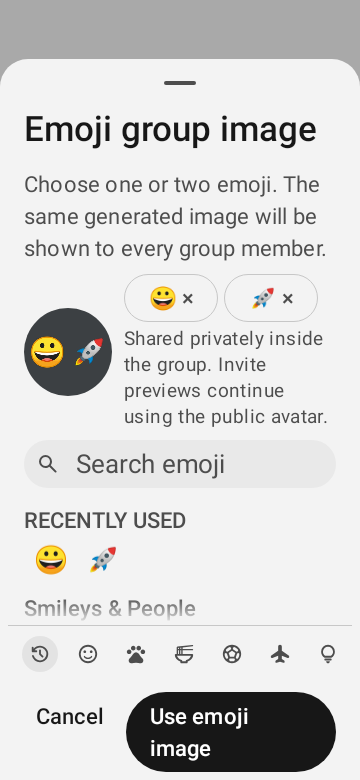 Emoji group image
Choose one or two emoji. The
same generated image will be
shown to every group member.
😀 × 🚀 ×
Shared privately inside
the group. Invite
previews continue
using the public avatar.
Search emoji
RECENTLY USED
Smileys & People
Cancel
Use emoji
image